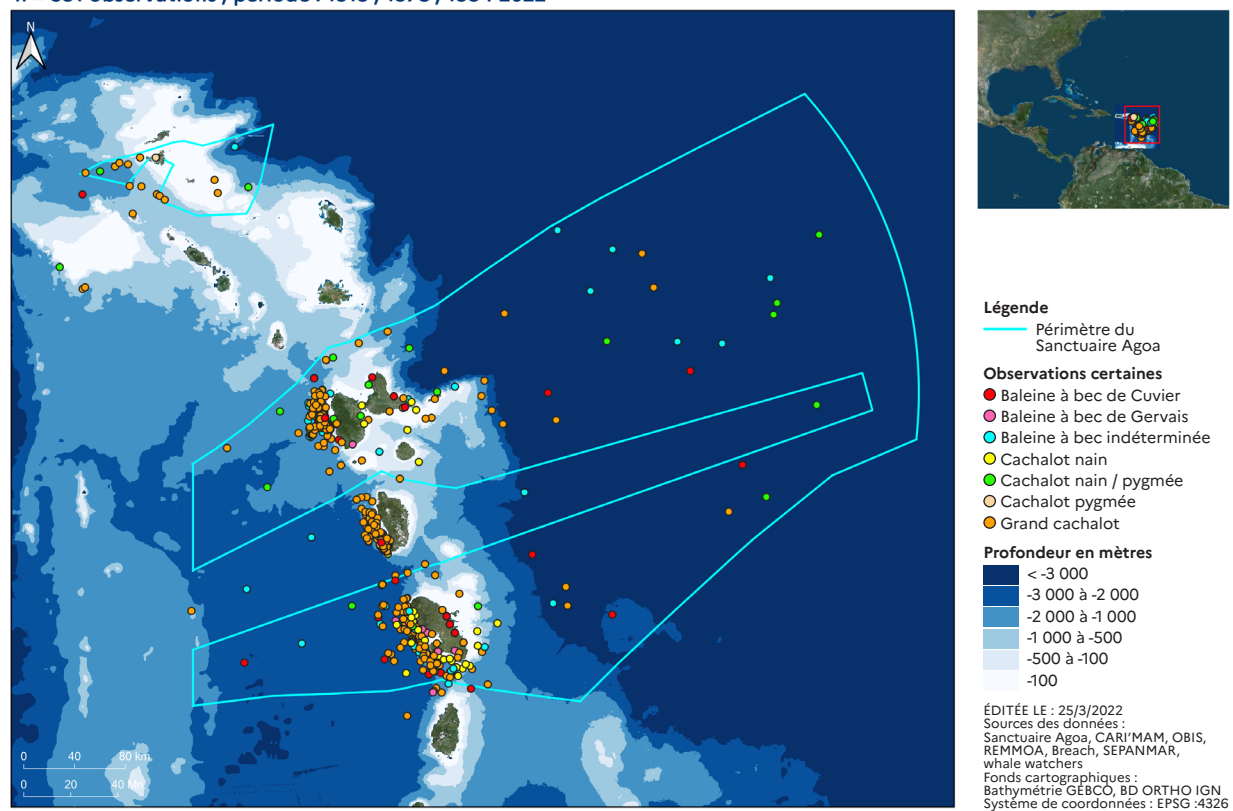 N
0 40 80 km
0 20 40 Mn
Légende
Périmètre du
Sanctuaire Agoa
Observations certaines
Baleine à bec de Cuvier
Baleine à bec de Gervais
Baleine à bec indéterminée
Cachalot nain
Cachalot nain / pygmée
Cachalot pygmée
Grand cachalot
Profondeur en mètres
< -3 000
-3 000 à -2 000
-2 000 à -1 000
-1 000 à -500
-500 à -100
-100
ÉDITÉE LE : 25/3/2022
Sources des données :
Sanctuaire Agoa, CARI'MAM, OBIS,
REMMOA, Breach, SEPANMAR,
whale watchers
Fonds cartographiques :
Bathymétrie GEBCO, BD ORTHO IGN
Système de coordonnées : EPSG :4326